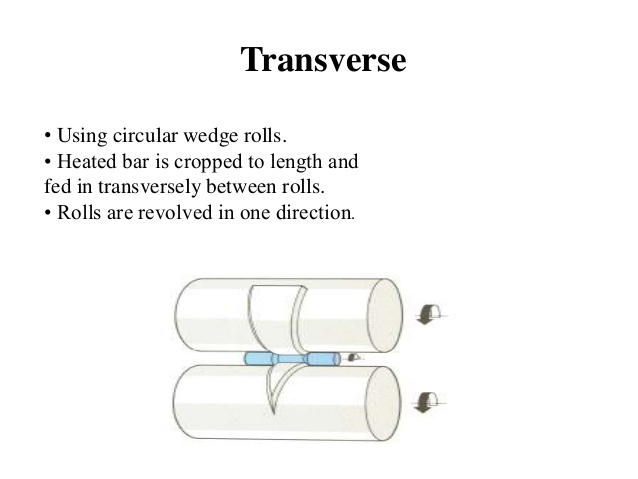 Transverse
• Using circular wedge rolls.
• Heated bar is cropped to length and
fed in transversely between rolls.
• Rolls are revolved in one direction.